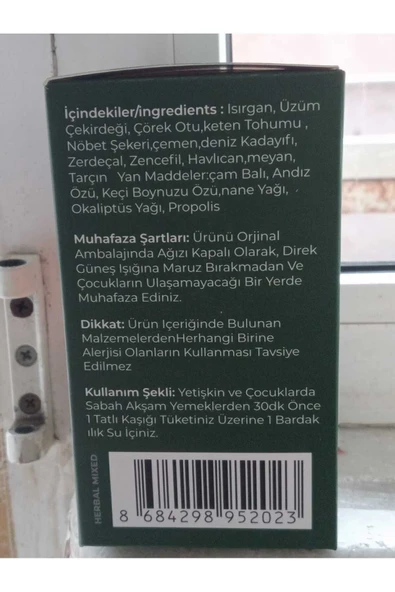 İçindekiler/ingredients : Isırgan, Üzüm
Çekirdeği, Çörek Otu,keten Tohumu ,
Nöbet Şekeri,çemen,deniz Kadayıfı,
Zerdeçal, Zencefil, Havlıcan,meyan,
Tarçın Yan Maddeler:çam Balı, Andız
Özü, Keçi Boynuzu Özü,nane Yağı,
Okaliptüs Yağı, Propolis
Muhafaza Şartları: Ürünü Orjinal
Ambalajında Ağızı Kapalı Olarak, Direk
Güneş Işığına Maruz Bırakmadan Ve
Çocukların Ulaşamayacağı Bir Yerde
Muhafaza Ediniz.
Dikkat: Ürün Içeriğinde Bulunan
MalzemelerdenHerhangi Birine
Alerjisi Olanların Kullanması Tavsiye
Edilmez
Kullanım Şekli: Yetişkin ve Çocuklarda
Sabah Akşam Yemeklerden 30dk Önce
1 Tatlı Kaşığı Tüketiniz Üzerine 1 Bardak
ılık Su İçiniz.
HERBAL MIXED
8 684298 952023